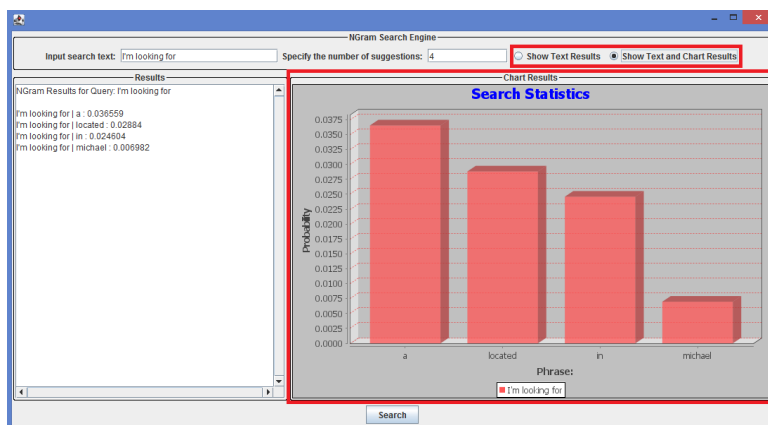 NGram Search Engine
Input search text: I'm looking for Specify the number of suggestions: 4 Show Text Results Show Text and Chart Results
Results
NGram Results for Query: I'm looking for
I'm looking for | a : 0.036559
I'm looking for | located : 0.02884
I'm looking for | in : 0.024604
I'm looking for | michael : 0.006982
Chart Results
Search Statistics
Probability
0.0375
0.0350
0.0325
0.0300
0.0275
0.0250
0.0225
0.0200
0.0175
0.0150
0.0125
0.0100
0.0075
0.0050
0.0025
0.0000
a located in michael
Phrase:
I'm looking for
Search